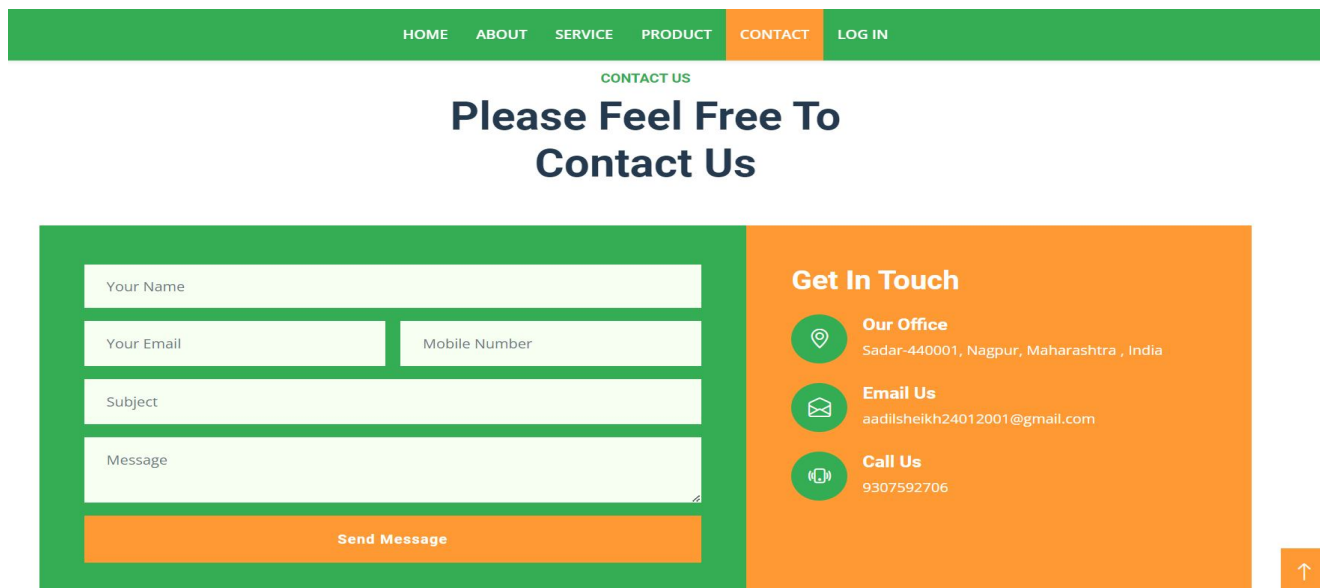 HOME ABOUT SERVICE PRODUCT CONTACT LOG IN
CONTACT US
Please Feel Free To
Contact Us
Your Name
Your Email Mobile Number
Subject
Message
Send Message
Get In Touch
Our Office
Sadar-440001, Nagpur, Maharashtra , India
Email Us
aadilsheikh24012001@gmail.com
Call Us
9307592706